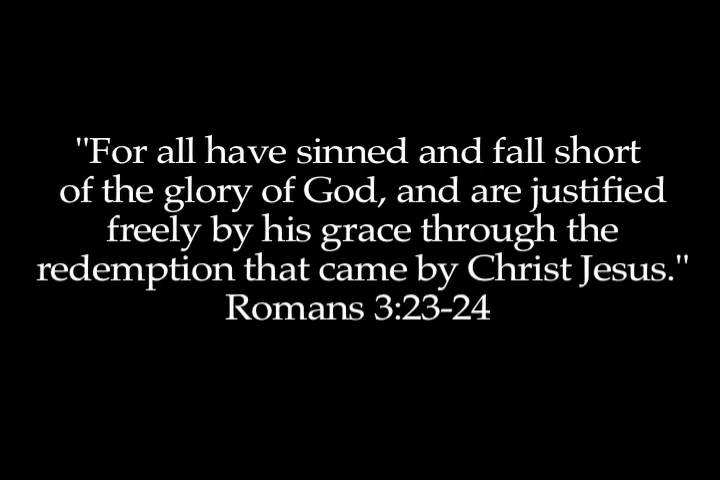 "For all have sinned and fall short
of the glory of God, and are justified
freely by his grace through the
redemption that came by Christ Jesus."
Romans 3:23-24